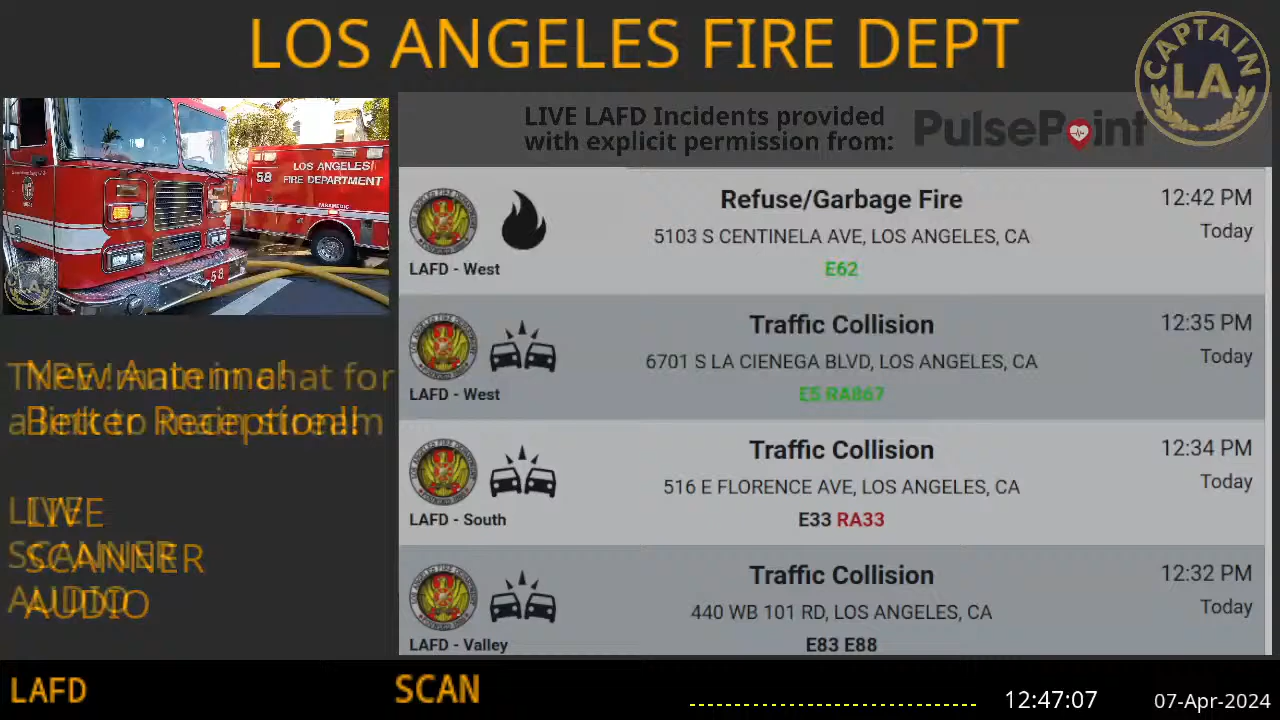 LOS ANGELES FIRE DEPT
CAPTAIN
LA
LIVE LAFD Incidents provided
with explicit permission from:
PulsePoint
58
LOS ANGELES
FIRE DEPARTMENT
PARAMEDIC
58
LA
Refuse/Garbage Fire
12:42 PM
5103 S CENTINELA AVE, LOS ANGELES, CA
Today
LAFD - West
E62
Traffic Collision
12:35 PM
6701 S LA CIENEGA BLVD, LOS ANGELES, CA
Today
LAFD - West
E5 RA867
Traffic Collision
12:34 PM
516 E FLORENCE AVE, LOS ANGELES, CA
Today
LAFD - South
E33 RA33
Traffic Collision
12:32 PM
440 WB 101 RD, LOS ANGELES, CA
Today
LAFD - Valley
E83 E88
New Antenna!
Better Reception!!
LIVE
SCANNER
AUDIO
LAFD
SCAN
12:47:07
07-Apr-2024